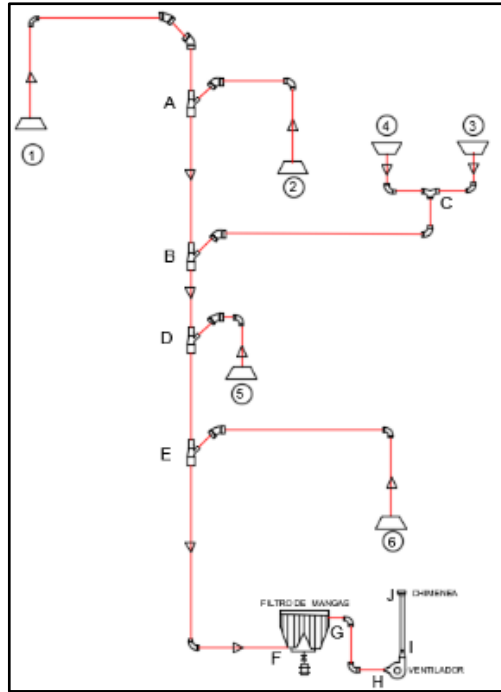 1
A
2
4
3
C
B
D
5
E
6
J CHIMENEA
FILTRO DE MANGAS
G
F
I
H
VENTILADOR